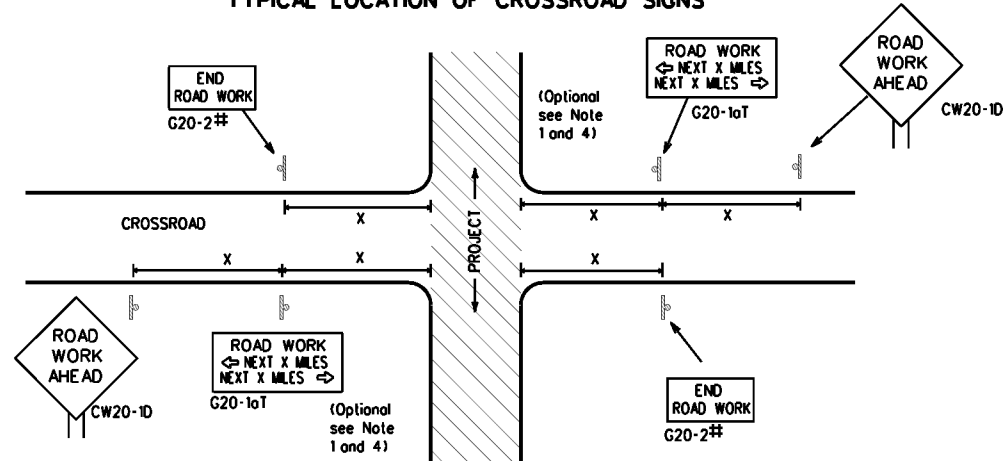 TYPICAL LOCATION OF CROSSROAD SIGNS
END
ROAD WORK
G20-2#
(Optional
see Note
1 and 4)
ROAD WORK
⇦ NEXT X MILES
NEXT X MILES ⇨
G20-1aT
ROAD
WORK
AHEAD
CW20-1D
CROSSROAD
X
X
X
PROJECT
X
X
X
ROAD
WORK
AHEAD
CW20-1D
ROAD WORK
⇦ NEXT X MILES
NEXT X MILES ⇨
G20-1aT
(Optional
see Note
1 and 4)
END
ROAD WORK
G20-2#